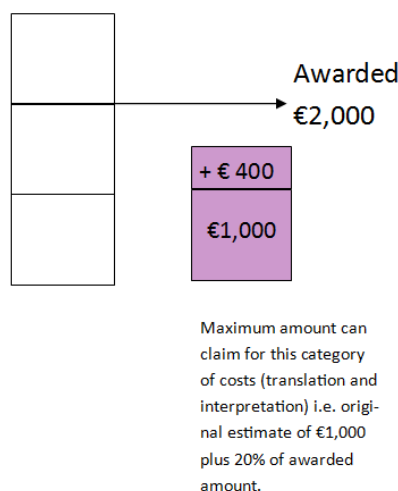 Awarded
€2,000
+ € 400
€1,000
Maximum amount can
claim for this category
of costs (translation and
interpretation) i.e. origi-
nal estimate of €1,000
plus 20% of awarded
amount.